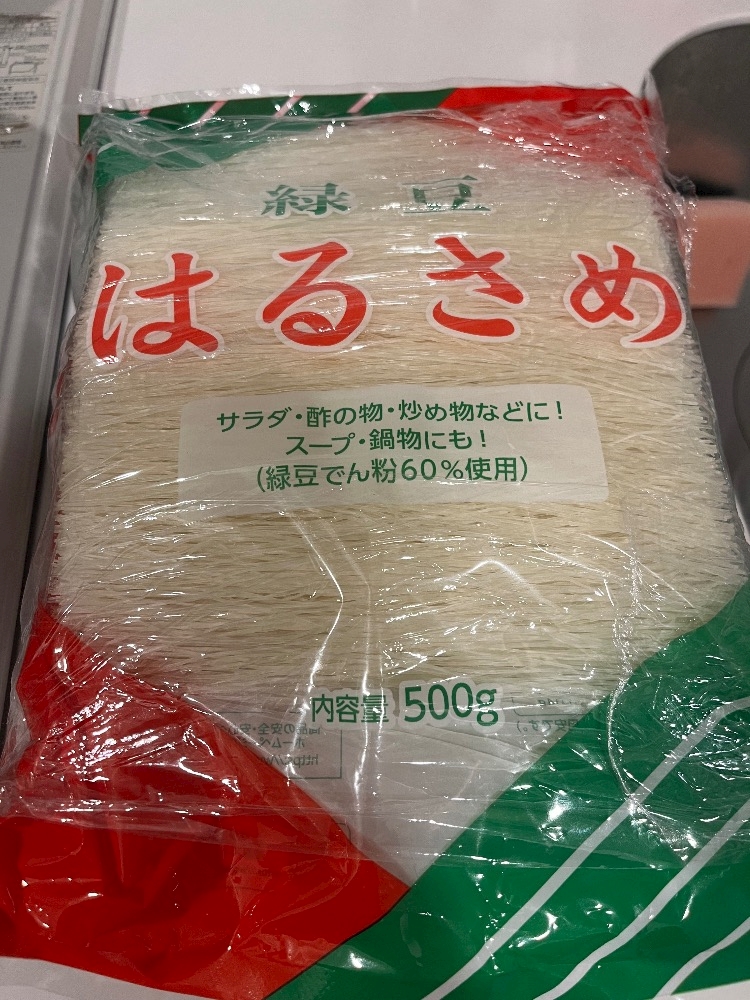 緑豆
はるさめ
サラダ・酢の物・炒め物などに!
スープ・鍋物にも!
(緑豆でん粉60%使用)
内容量 500g